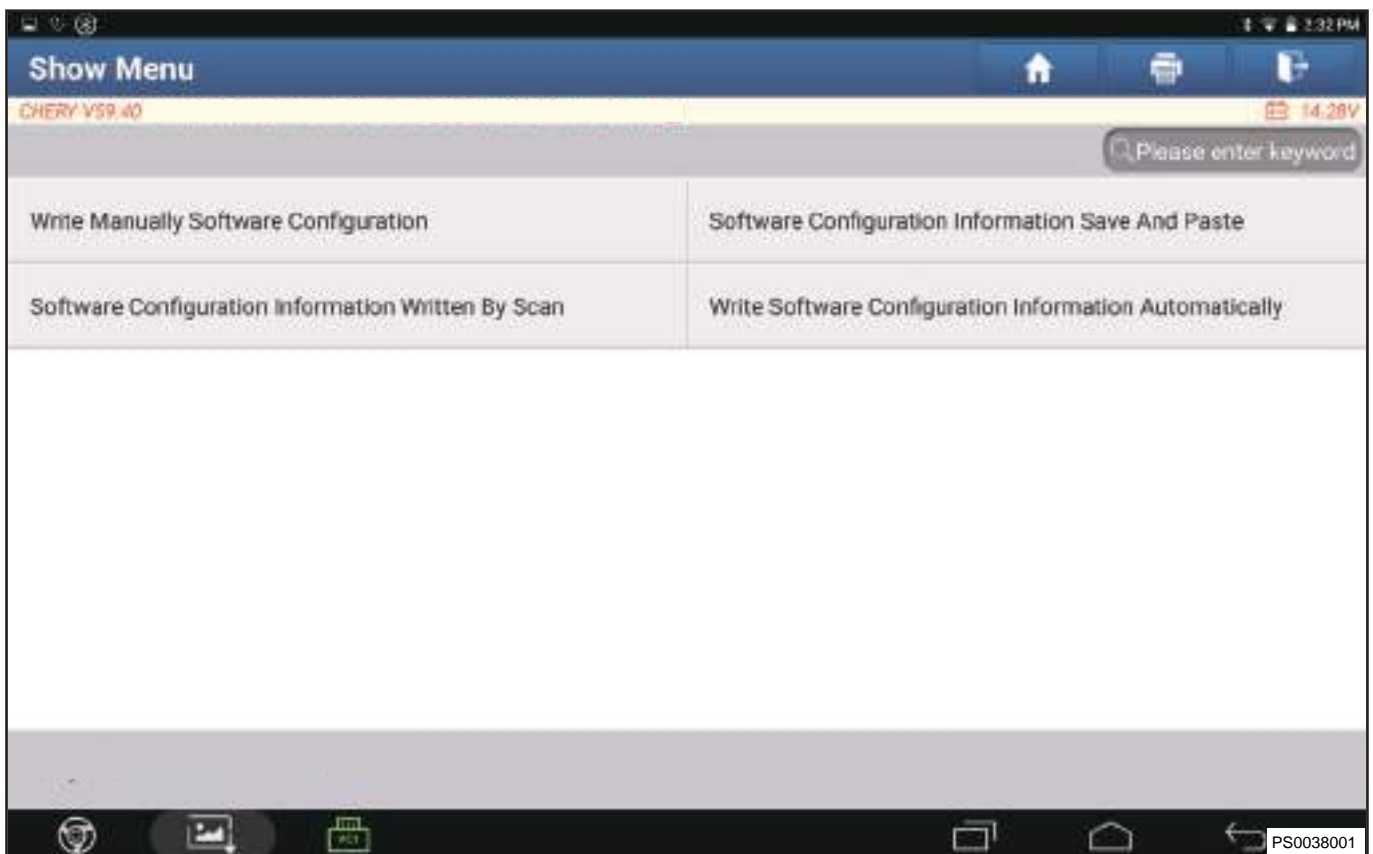 2:32 PM
Show Menu
CHERY V59.40
14.28V
Please enter keyword
Write Manually Software Configuration
Software Configuration Information Save And Paste
Software Configuration Information Written By Scan
Write Software Configuration Information Automatically
PS0038001